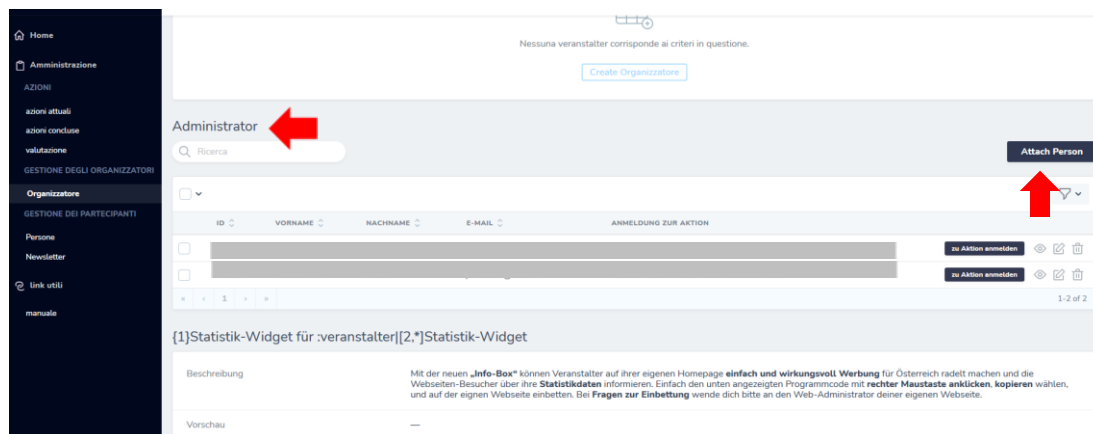 Home
Amministrazione
AZIONI
azioni attuali
azioni concluse
valutazione
GESTIONE DEGLI ORGANIZZATORI
Organizzatore
GESTIONE DEI PARTECIPANTI
Persone
Newsletter
link utili
manuale
Nessuna veranstalter corrisponde ai criteri in questione.
Create Organizzatore
Administrator
Ricerca
Attach Person
ID VORNAME NACHNAME E-MAIL ANMELDUNG ZUR AKTION
zu Aktion anmelden
zu Aktion anmelden
« ‹ 1 › » 1-2 of 2
{1}Statistik-Widget für :veranstalter|[2,*]Statistik-Widget
Beschreibung
Mit der neuen „Info-Box“ können Veranstalter auf ihrer eigenen Homepage einfach und wirkungsvoll Werbung für Österreich radelt machen und die
Webseiten-Besucher über ihre Statistikdaten informieren. Einfach den unten angezeigten Programmcode mit rechter Maustaste anklicken, kopieren wählen,
und auf der eignen Webseite einbetten. Bei Fragen zur Einbettung wende dich bitte an den Web-Administrator deiner eigenen Webseite.
Vorschau —